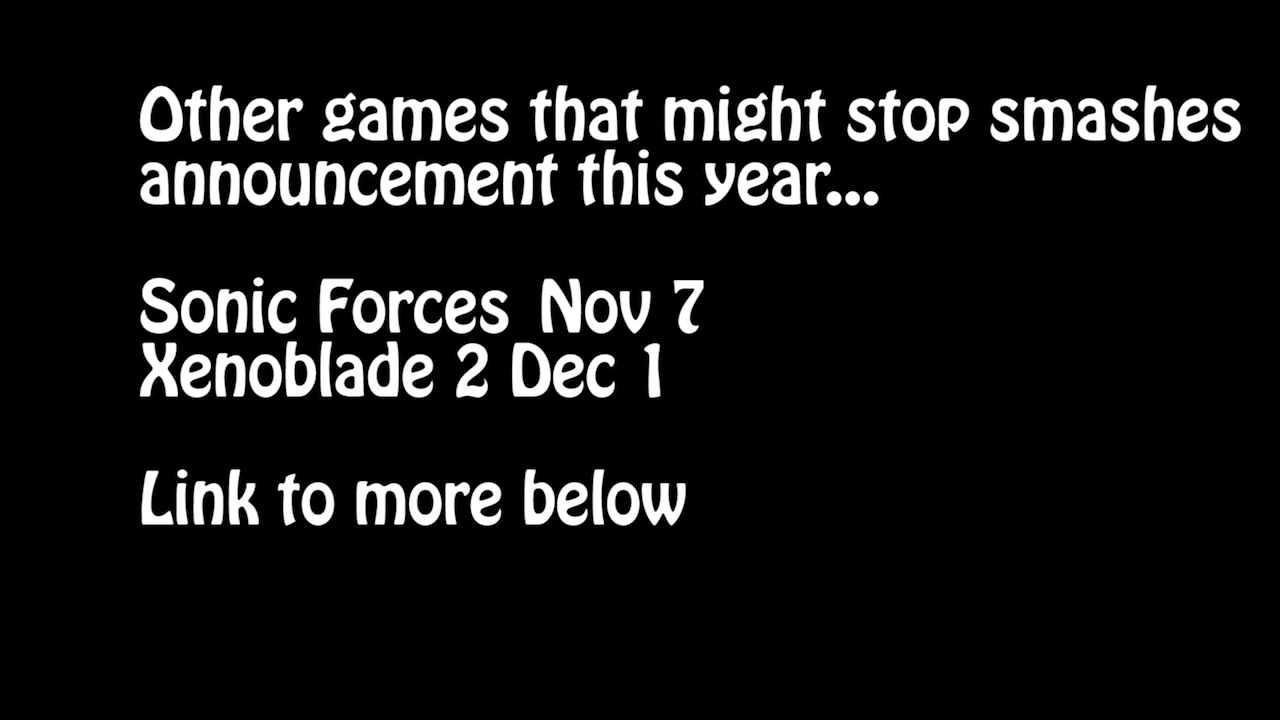 Other games that might stop smashes
announcement this year...
Sonic Forces Nov 7
Xenoblade 2 Dec 1
Link to more below